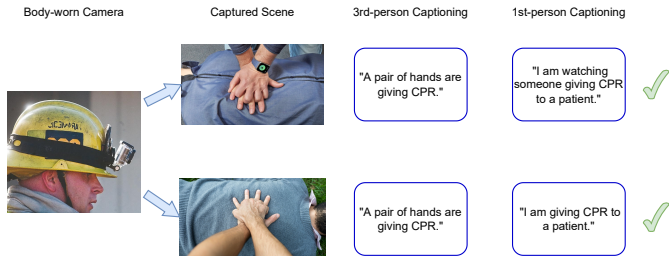 Body-worn Camera
Captured Scene
3rd-person Captioning
1st-person Captioning
"A pair of hands are
giving CPR."
"I am watching
someone giving CPR
to a patient."
"A pair of hands are
giving CPR."
"I am giving CPR to
a patient."